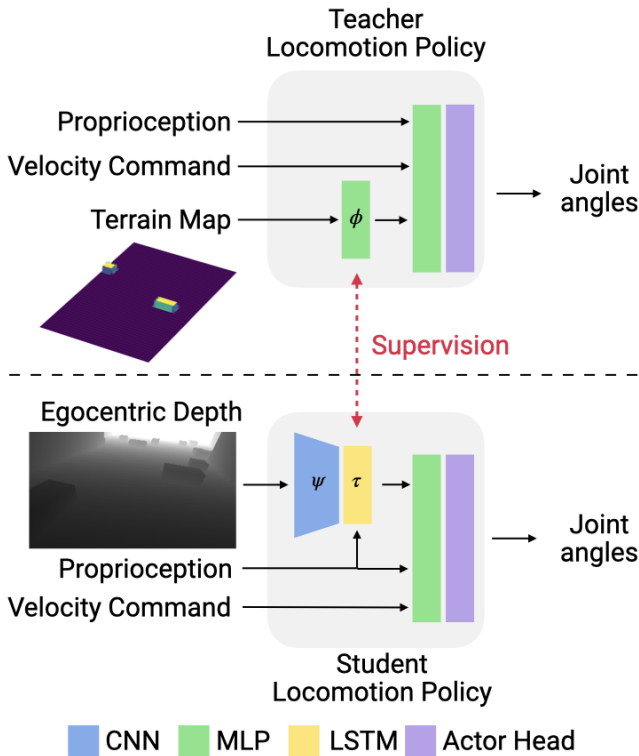 Teacher
Locomotion Policy
Proprioception
Velocity Command
Terrain Map
ϕ
Joint
angles
Supervision
Egocentric Depth
ψ
τ
Proprioception
Velocity Command
Joint
angles
Student
Locomotion Policy
CNN
MLP
LSTM
Actor Head